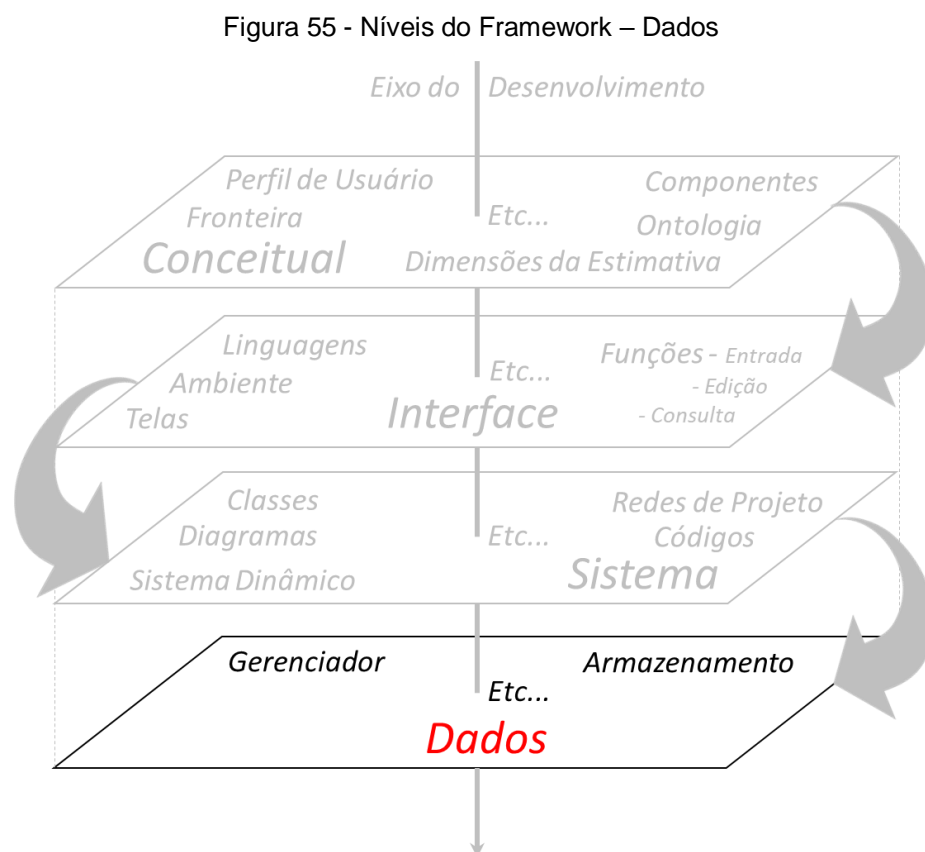 Figura 55 - Níveis do Framework – Dados
Eixo do Desenvolvimento
Perfil de Usuário
Componentes
Fronteira
Etc...
Ontologia
Conceitual
Dimensões da Estimativa
Linguagens
Funções - Entrada
Ambiente
Etc...
- Edição
Telas
Interface
- Consulta
Classes
Redes de Projeto
Diagramas
Etc...
Códigos
Sistema Dinâmico
Sistema
Gerenciador
Armazenamento
Etc...
Dados